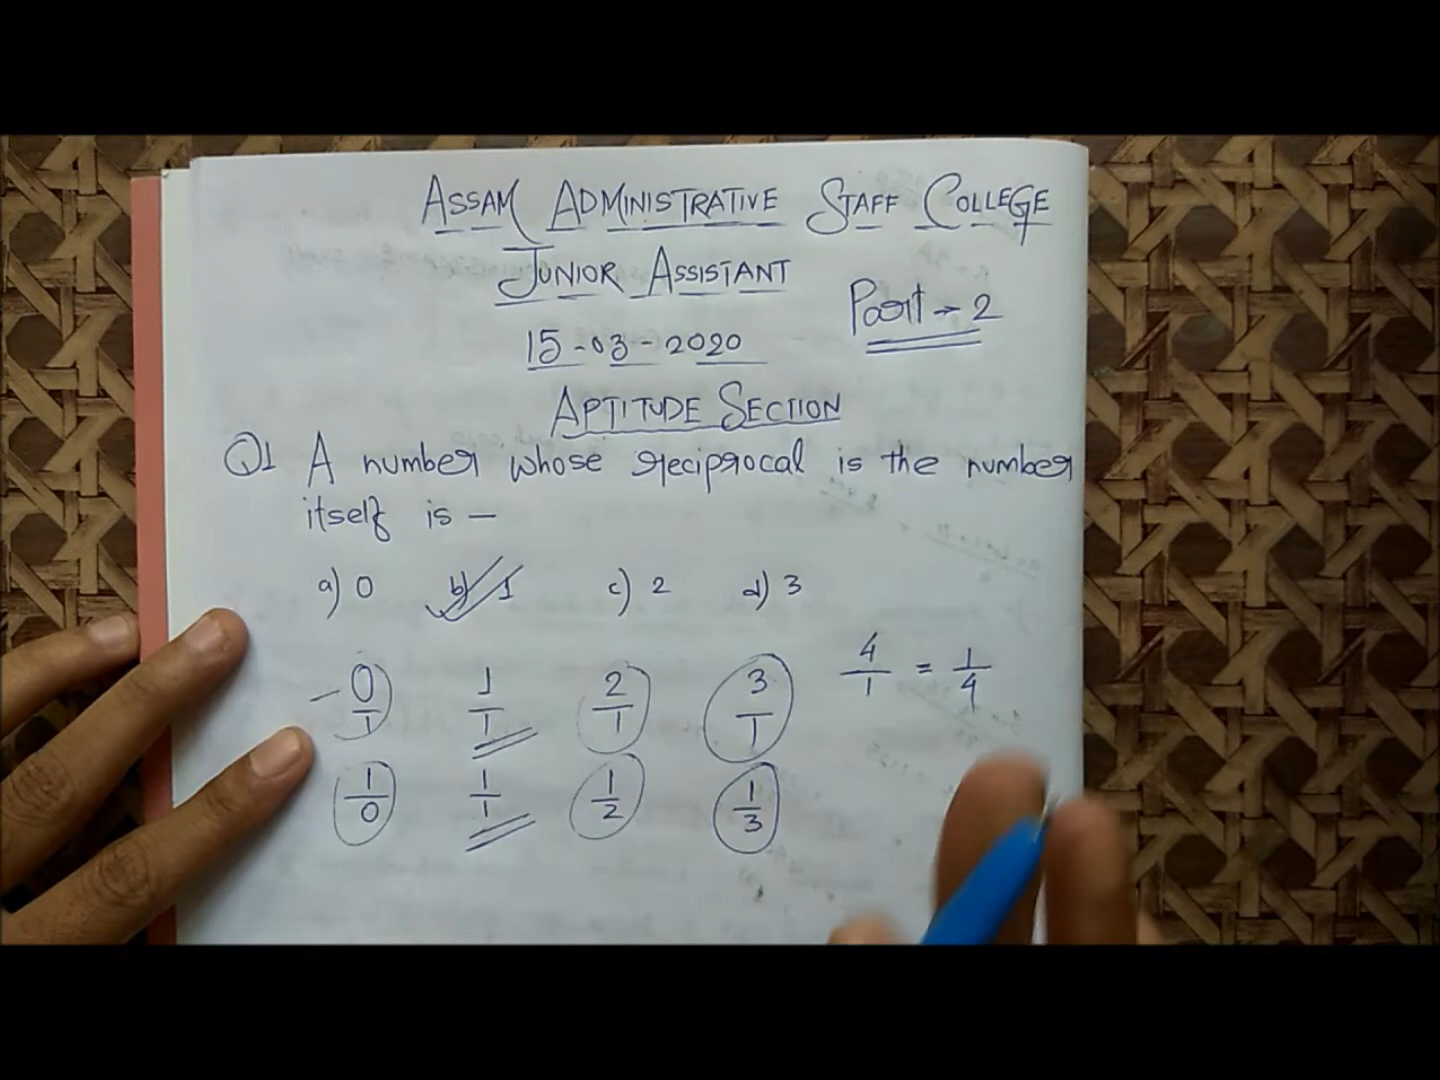 ASSAM ADMINISTRATIVE STAFF COLLEGE
JUNIOR ASSISTANT
Part → 2
15-03-2020
APTITUDE SECTION
Q1 A number whose reciprocal is the number
itself is —
a) 0 b) 1 c) 2 d) 3
0/1 1/1 2/1 3/1 4/1 = 1/4
1/0 1/1 1/2 1/3